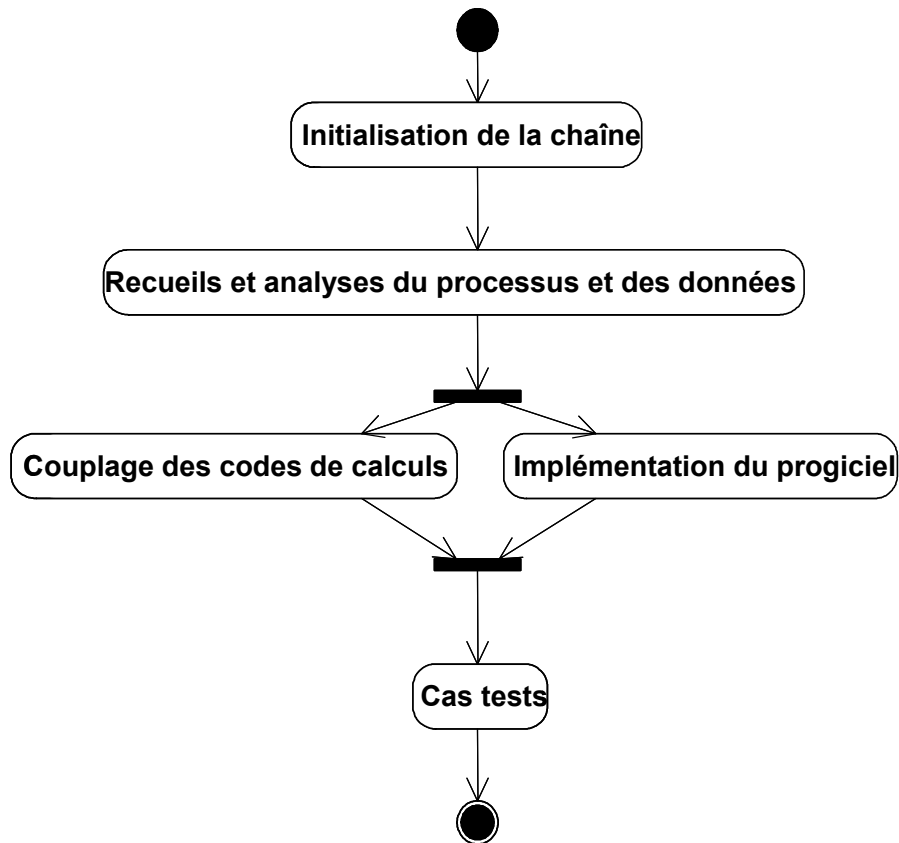 Initialisation de la chaîne
Recueils et analyses du processus et des données
Couplage des codes de calculs
Implémentation du progiciel
Cas tests